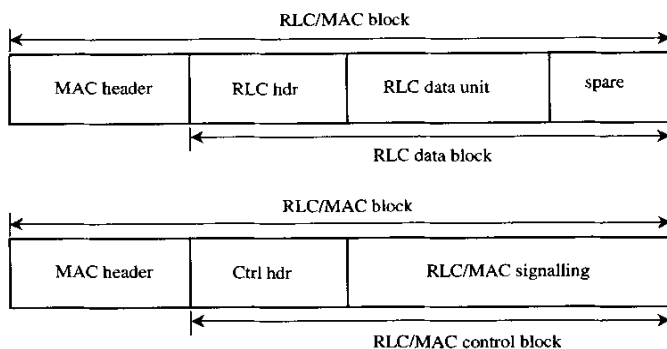 RLC/MAC block
MAC header RLC hdr RLC data unit spare
RLC data block
RLC/MAC block
MAC header Ctrl hdr RLC/MAC signalling
RLC/MAC control block